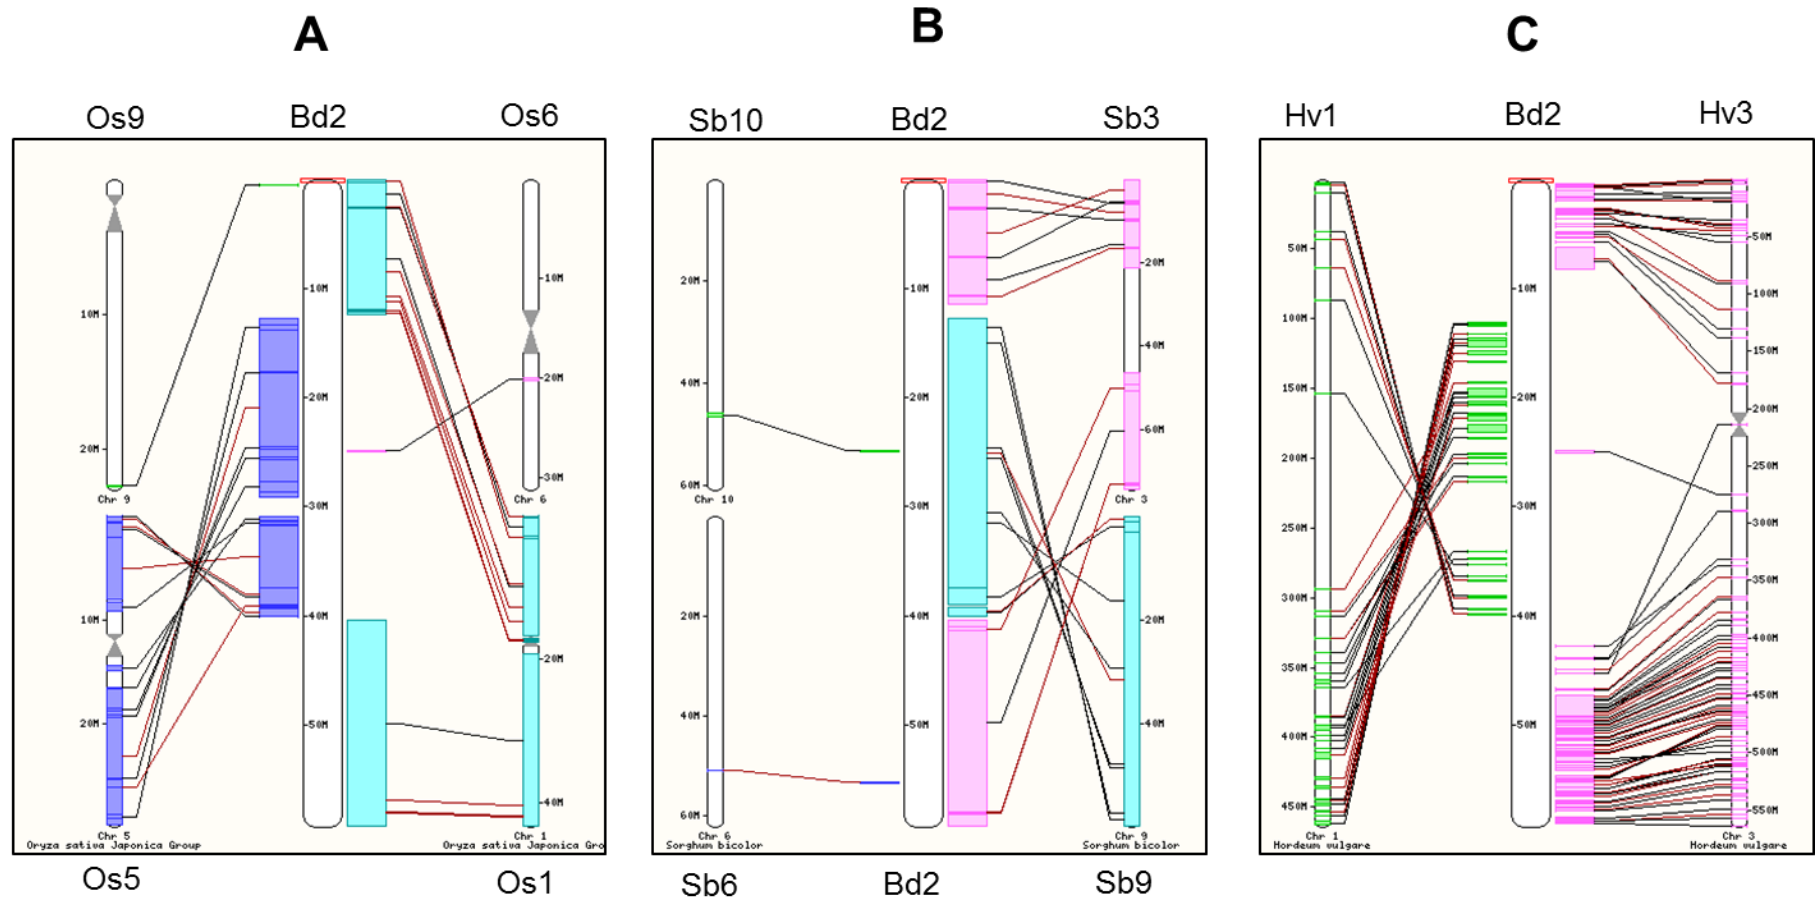 A
B
C
Os9
Bd2
Os6
Sb10
Bd2
Sb3
Hv1
Bd2
Hv3
10M
20M
Chr 9
10M
20M
Chr 5
Oryza sativa Japonica Group
10M
20M
30M
40M
50M
10M
20M
30M
Chr 6
20M
40M
Chr 1
Oryza sativa Japonica Gro
20M
40M
60M
Chr 10
20M
40M
60M
Chr 6
Sorghum bicolor
10M
20M
30M
40M
50M
20M
40M
60M
Chr 3
20M
40M
Chr 9
Sorghum bicolor
50M
100M
150M
200M
250M
300M
350M
400M
450M
Chr 1
Hordeum vulgare
10M
20M
30M
40M
50M
50M
100M
150M
200M
250M
300M
350M
400M
450M
500M
550M
Chr 3
Hordeum vulgare
Os5
Os1
Sb6
Bd2
Sb9